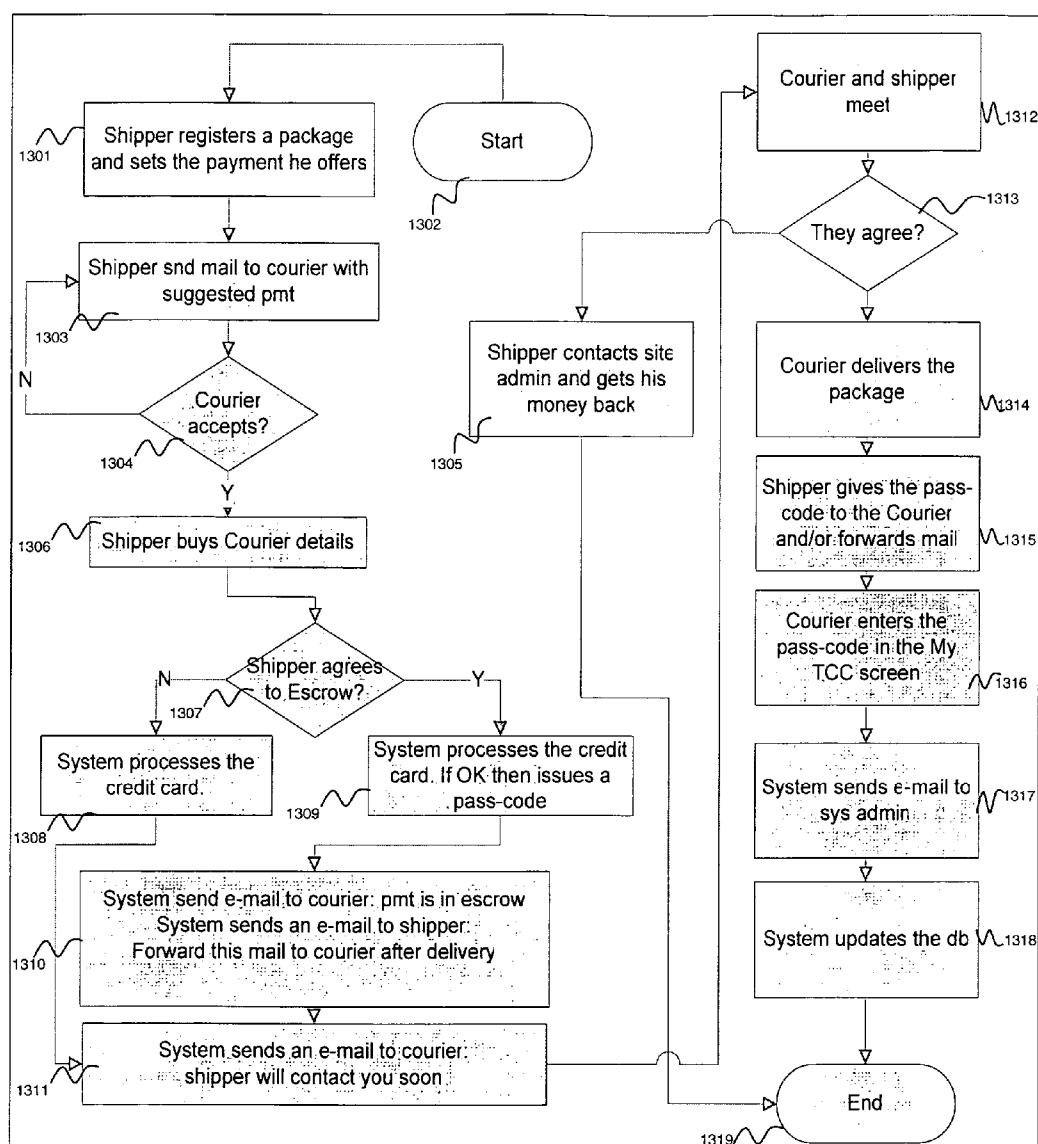 Start
1302
1301
Shipper registers a package
and sets the payment he offers
Shipper snd mail to courier with
suggested pmt
1303
N
Courier
accepts?
1304
Y
1306
Shipper buys Courier details
Shipper agrees
to Escrow?
N
Y
1307
System processes the
credit card.
1308
System processes the credit
card. If OK then issues a
pass-code
1309
System send e-mail to courier: pmt is in escrow
System sends an e-mail to shipper:
Forward this mail to courier after delivery
1310
System sends an e-mail to courier:
shipper will contact you soon
1311
Courier and shipper
meet
1312
They agree?
1313
Shipper contacts site
admin and gets his
money back
1305
Courier delivers the
package
1314
Shipper gives the pass-
code to the Courier
and/or forwards mail
1315
Courier enters the
pass-code in the My
TCC screen
1316
System sends e-mail to
sys admin
1317
System updates the db
1318
End
1319